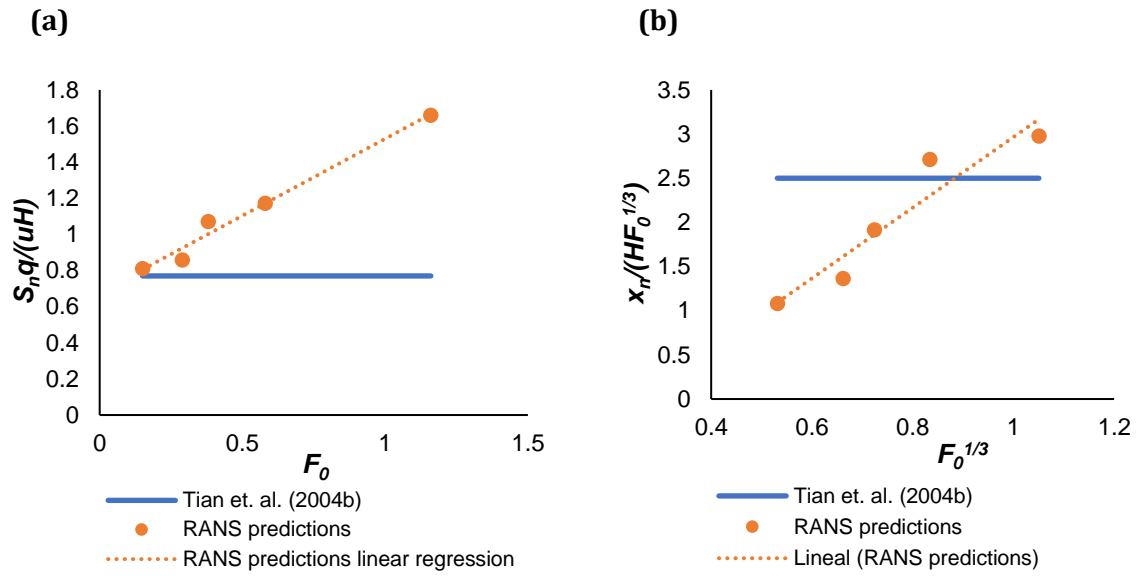 (a)
1.8
1.6
1.4
1.2
1
0.8
0.6
0.4
0.2
0
Snq/(uH)
0 0.5 1 1.5
F0
Tian et. al. (2004b)
RANS predictions
RANS predictions linear regression
(b)
3.5
3
2.5
2
1.5
1
0.5
0
xn/(HF0^1/3)
0.4 0.6 0.8 1 1.2
F0^1/3
Tian et. al. (2004b)
RANS predictions
Lineal (RANS predictions)